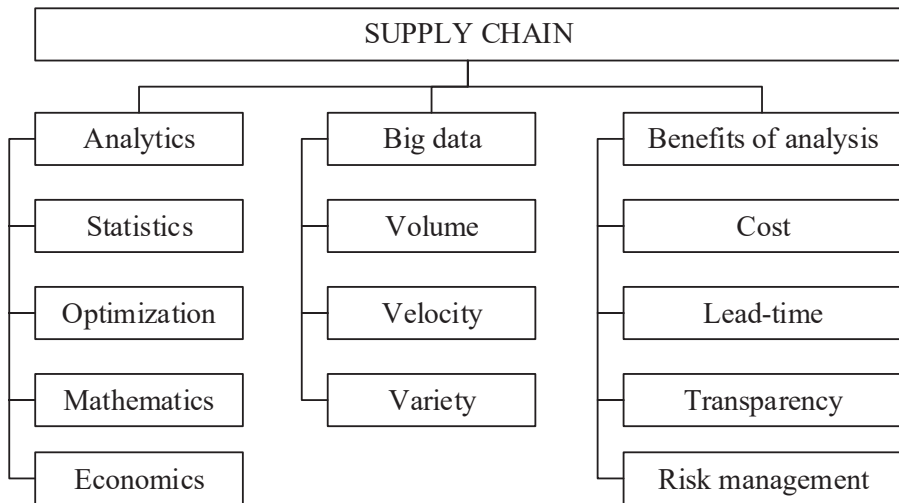 SUPPLY CHAIN
Analytics
Statistics
Optimization
Mathematics
Economics
Big data
Volume
Velocity
Variety
Benefits of analysis
Cost
Lead-time
Transparency
Risk management